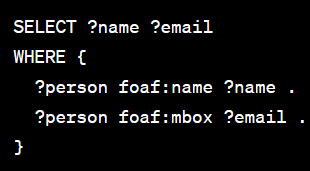 SELECT ?name ?email
WHERE {
  ?person foaf:name ?name .
  ?person foaf:mbox ?email .
}